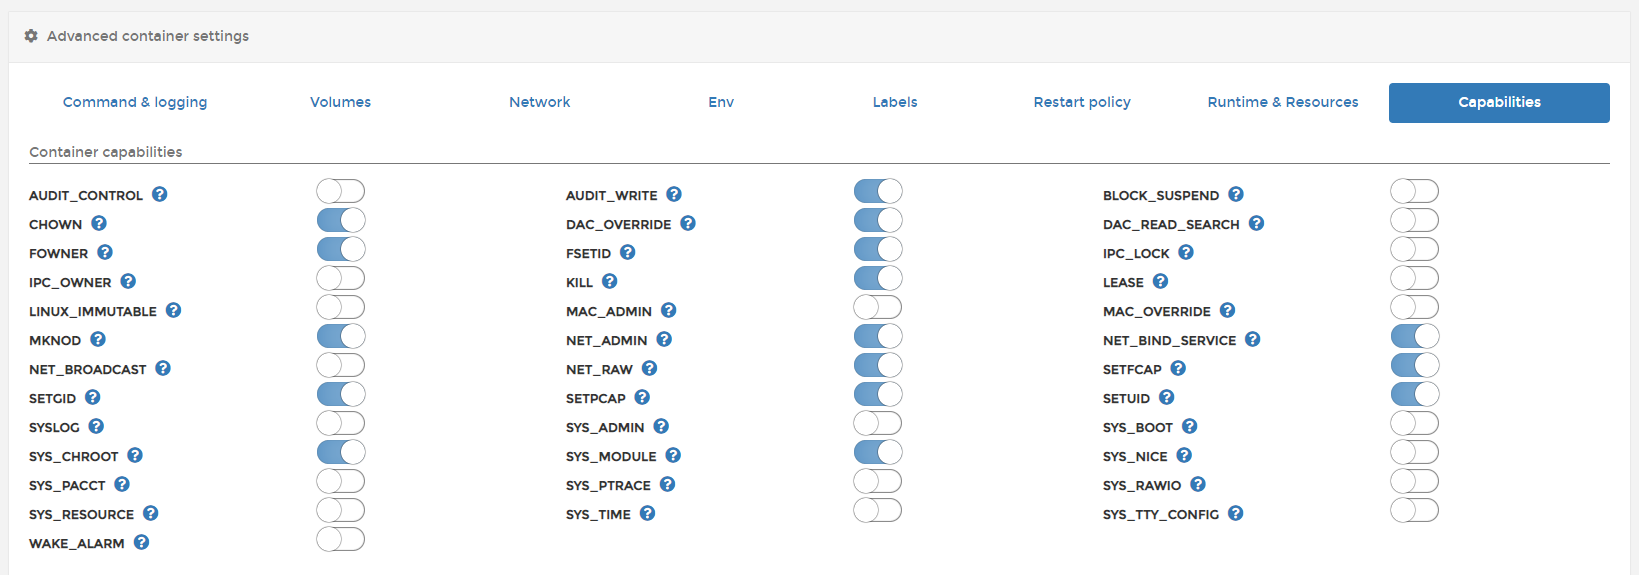 Advanced container settings
Command & logging Volumes Network Env Labels Restart policy Runtime & Resources Capabilities
Container capabilities
AUDIT_CONTROL ? AUDIT_WRITE ? BLOCK_SUSPEND ?
CHOWN ? DAC_OVERRIDE ? DAC_READ_SEARCH ?
FOWNER ? FSETID ? IPC_LOCK ?
IPC_OWNER ? KILL ? LEASE ?
LINUX_IMMUTABLE ? MAC_ADMIN ? MAC_OVERRIDE ?
MKNOD ? NET_ADMIN ? NET_BIND_SERVICE ?
NET_BROADCAST ? NET_RAW ? SETFCAP ?
SETGID ? SETPCAP ? SETUID ?
SYSLOG ? SYS_ADMIN ? SYS_BOOT ?
SYS_CHROOT ? SYS_MODULE ? SYS_NICE ?
SYS_PACCT ? SYS_PTRACE ? SYS_RAWIO ?
SYS_RESOURCE ? SYS_TIME ? SYS_TTY_CONFIG ?
WAKE_ALARM ?